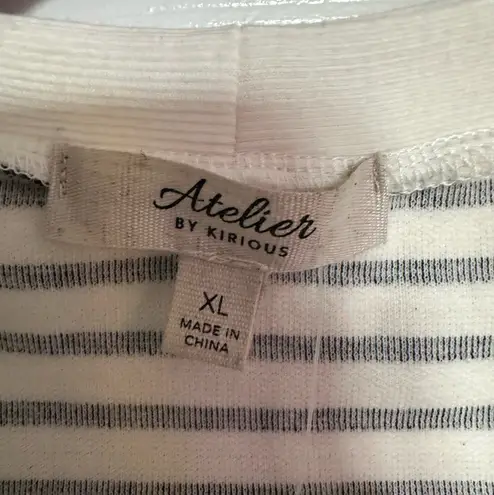 Atelier
BY KIRIOUS
XL
MADE IN
CHINA